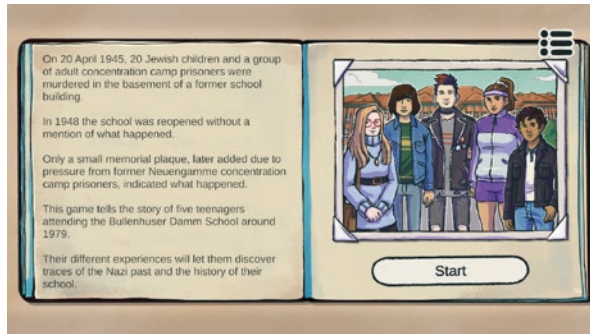 On 20 April 1945, 20 Jewish children and a group
of adult concentration camp prisoners were
murdered in the basement of a former school
building.
In 1948 the school was reopened without a
mention of what happened.
Only a small memorial plaque, later added due to
pressure from former Neuengamme concentration
camp prisoners, indicated what happened.
This game tells the story of five teenagers
attending the Bullenhuser Damm School around
1979.
Their different experiences will let them discover
traces of the Nazi past and the history of their
school.
Start